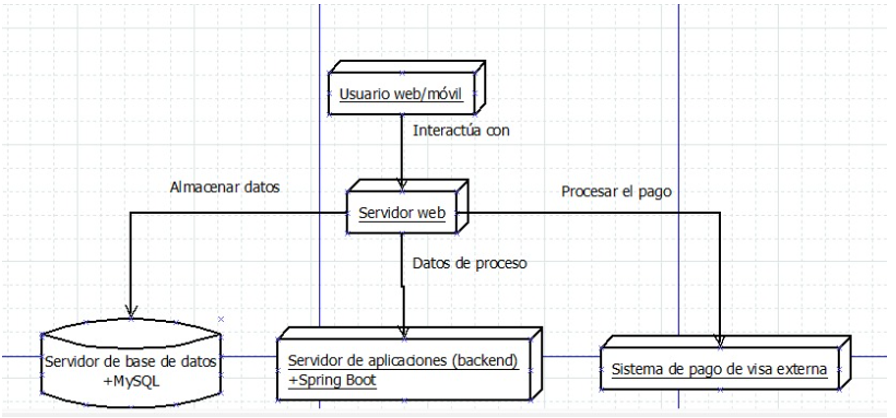 Usuario web/móvil
Interactúa con
Almacenar datos
Procesar el pago
Servidor web
Datos de proceso
Servidor de base de datos
+MySQL
Servidor de aplicaciones (backend)
+Spring Boot
Sistema de pago de visa externa